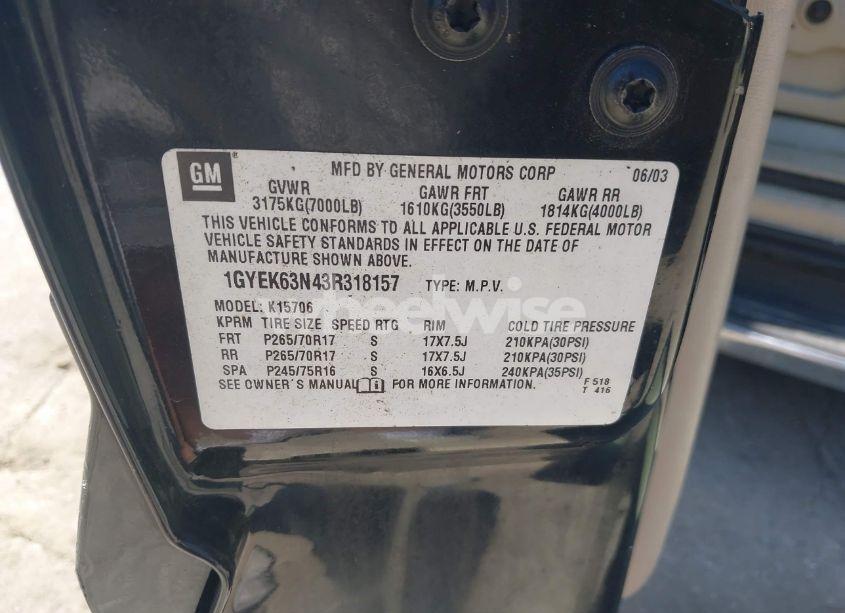 GM ® MFD BY GENERAL MOTORS CORP 06/03
GVWR GAWR FRT GAWR RR
3175KG(7000LB) 1610KG(3550LB) 1814KG(4000LB)
THIS VEHICLE CONFORMS TO ALL APPLICABLE U.S. FEDERAL MOTOR
VEHICLE SAFETY STANDARDS IN EFFECT ON THE DATE OF
MANUFACTURE SHOWN ABOVE.
1GYEK63N43R318157 TYPE: M.P.V.
MODEL: K15706
wheelwise
KPRM TIRE SIZE SPEED RTG RIM COLD TIRE PRESSURE
FRT P265/70R17 S 17X7.5J 210KPA(30PSI)
RR P265/70R17 S 17X7.5J 210KPA(30PSI)
SPA P245/75R16 S 16X6.5J 240KPA(35PSI)
SEE OWNER'S MANUAL FOR MORE INFORMATION.
F 518
T 416